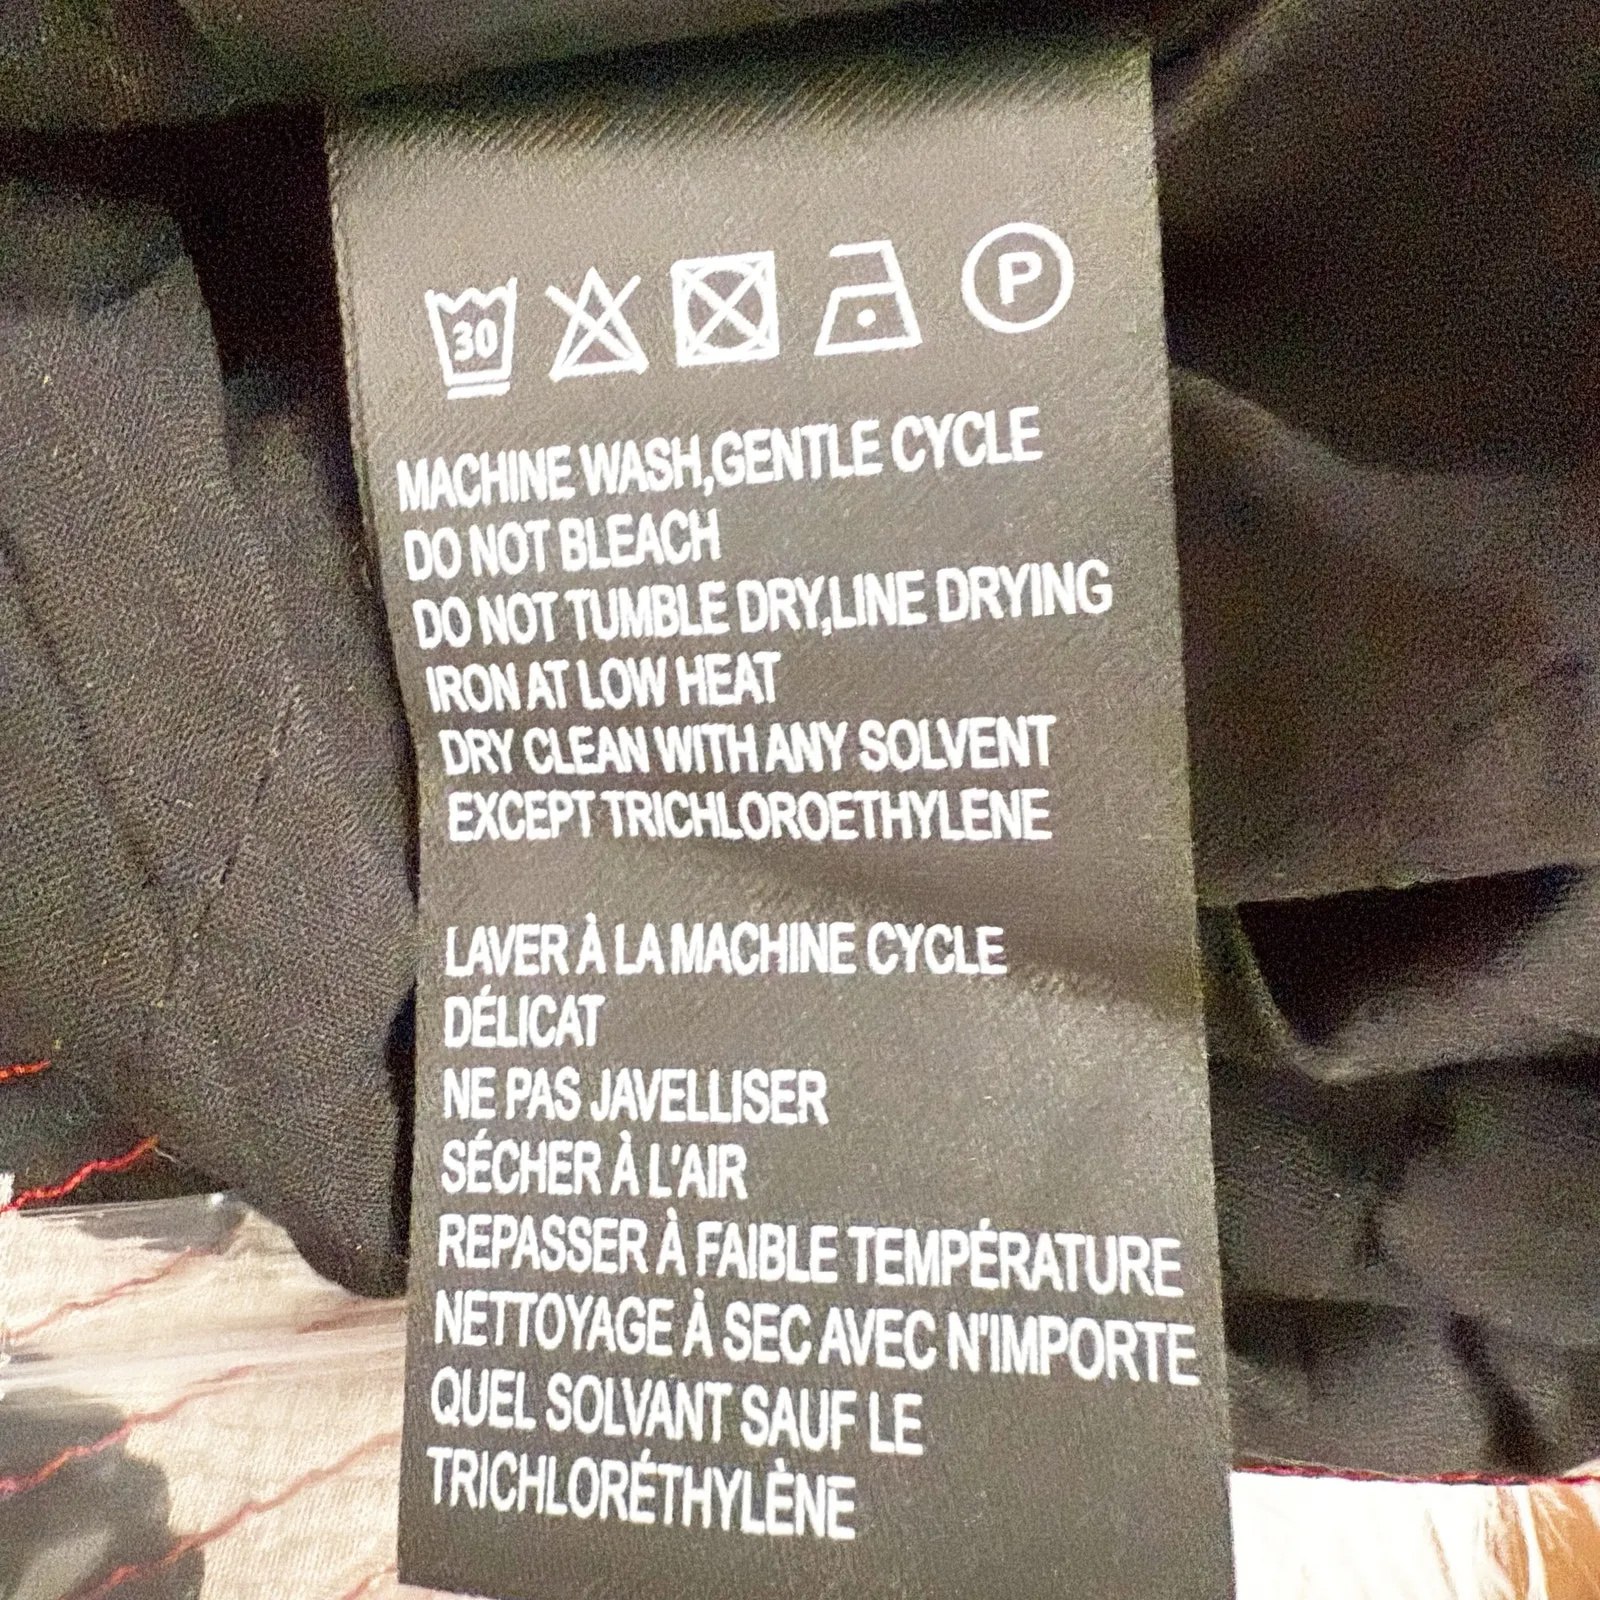 30 P
MACHINE WASH,GENTLE CYCLE
DO NOT BLEACH
DO NOT TUMBLE DRY,LINE DRYING
IRON AT LOW HEAT
DRY CLEAN WITH ANY SOLVENT
EXCEPT TRICHLOROETHYLENE
LAVER À LA MACHINE CYCLE
DÉLICAT
NE PAS JAVELLISER
SÉCHER À L'AIR
REPASSER À FAIBLE TEMPÉRATURE
NETTOYAGE À SEC AVEC N'IMPORTE
QUEL SOLVANT SAUF LE
TRICHLORÉTHYLÈNE